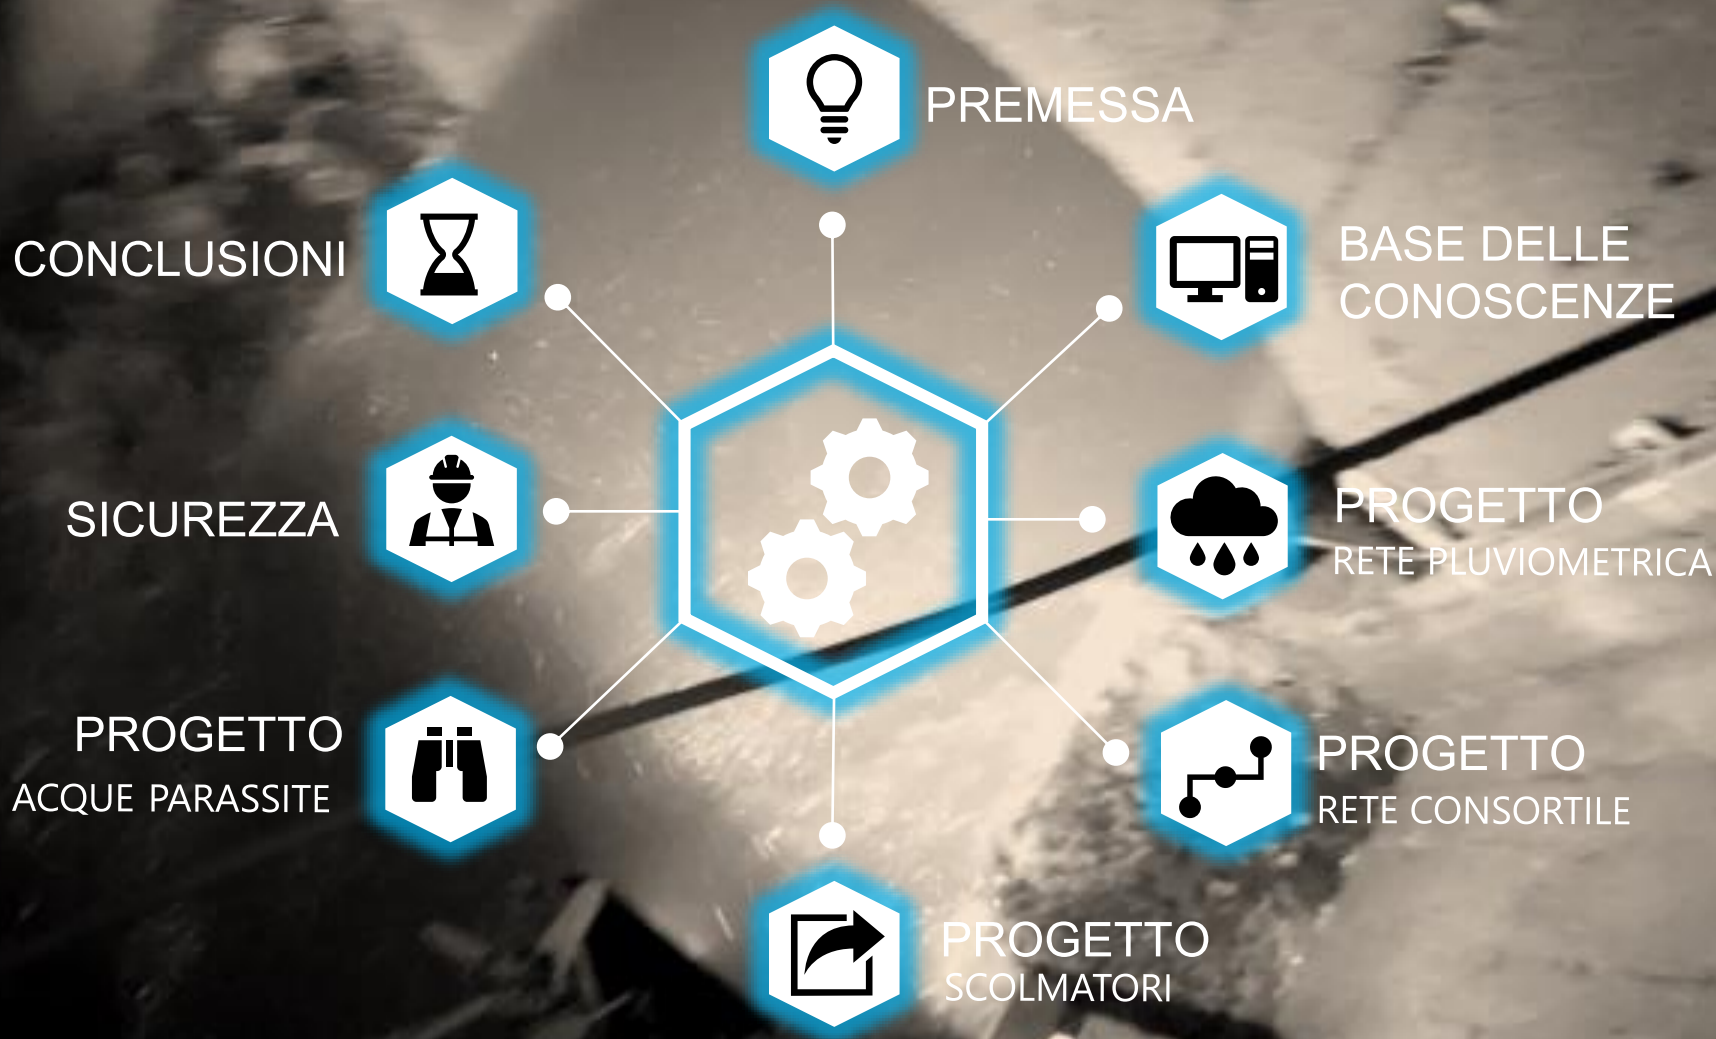 PREMESSA
BASE DELLE
CONOSCENZE
PROGETTO
RETE PLUVIOMETRICA
PROGETTO
RETE CONSORTILE
PROGETTO
SCOLMATORI
PROGETTO
ACQUE PARASSITE
SICUREZZA
CONCLUSIONI